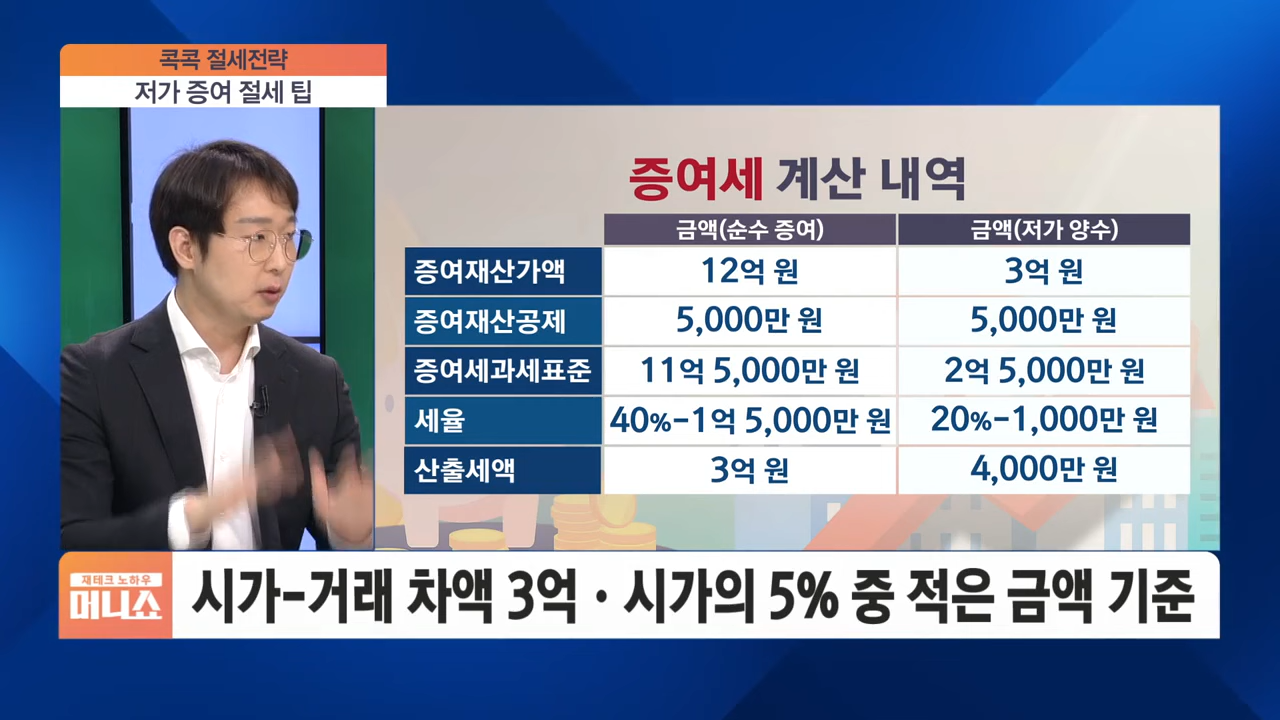 콕콕 절세전략
저가 증여 절세 팁
증여세 계산 내역
금액(순수 증여) 금액(저가 양수)
증여재산가액 12억 원 3억 원
증여재산공제 5,000만 원 5,000만 원
증여세과세표준 11억 5,000만 원 2억 5,000만 원
세율 40%-1억 5,000만 원 20%-1,000만 원
산출세액 3억 원 4,000만 원
재테크 노하우
머니쇼
시가-거래 차액 3억·시가의 5% 중 적은 금액 기준